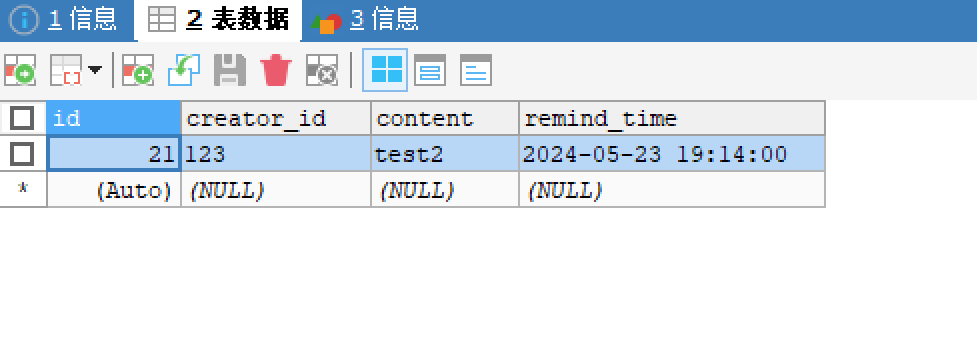 1 信息 2 表数据 3 信息
id creator_id content remind_time
21 123 test2 2024-05-23 19:14:00
* (Auto) (NULL) (NULL) (NULL)